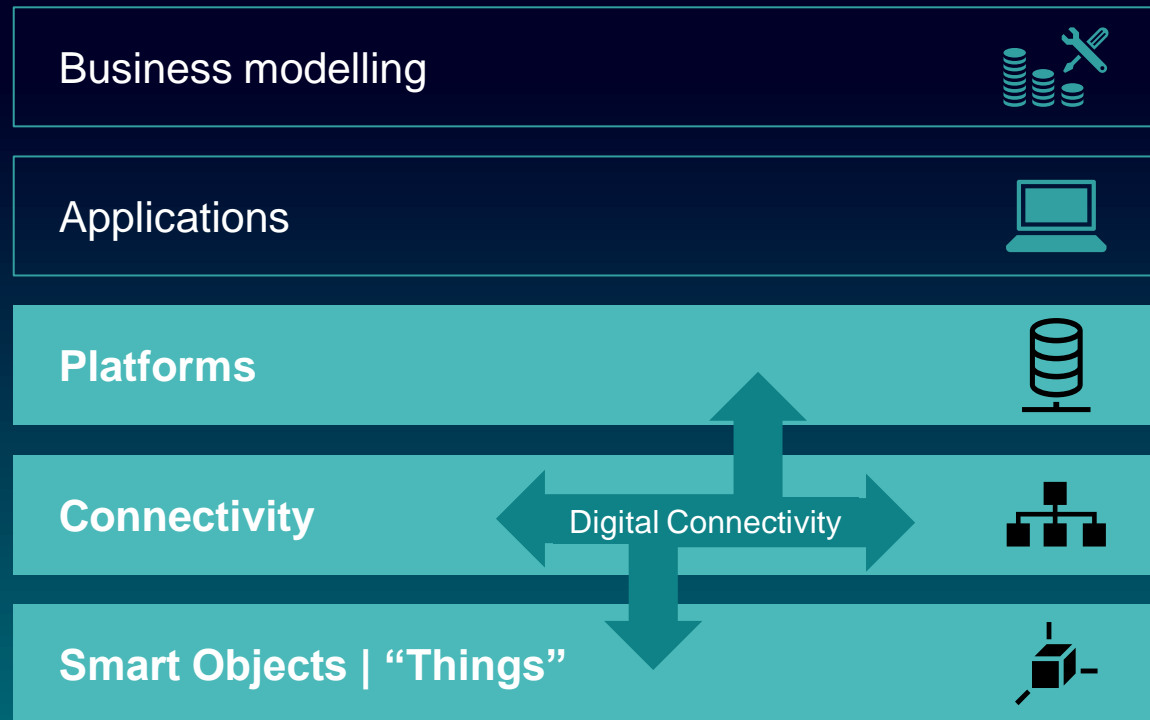 Business modelling
Applications
Platforms
Connectivity
Digital Connectivity
Smart Objects | “Things”